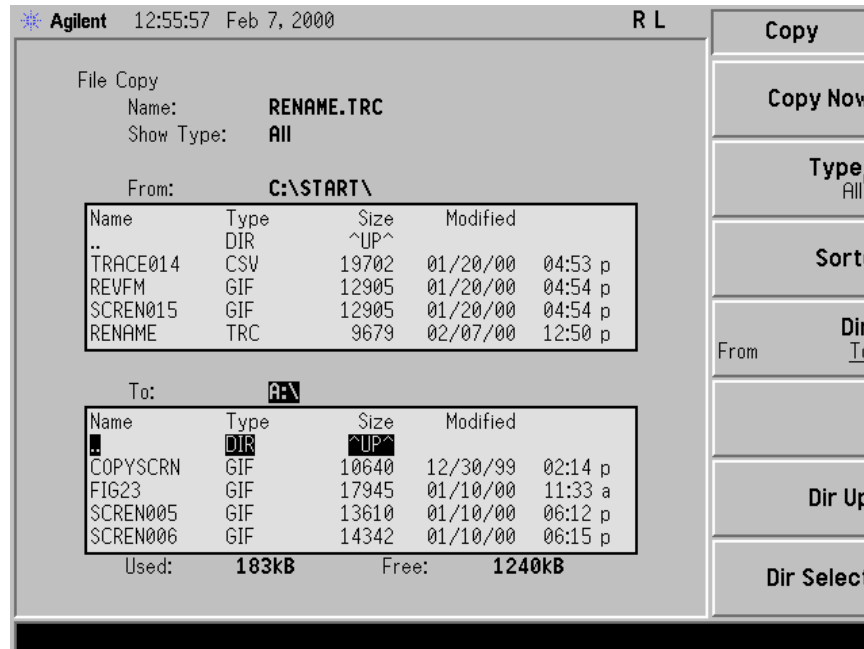 Agilent 12:55:57 Feb 7, 2000 R L
File Copy
Name: RENAME.TRC
Show Type: All
From: C:\START\
Name Type Size Modified
.. DIR ^UP^
TRACE014 CSV 19702 01/20/00 04:53 p
REVFM GIF 12905 01/20/00 04:54 p
SCREN015 GIF 12905 01/20/00 04:54 p
RENAME TRC 9679 02/07/00 12:50 p
To: A:\
Name Type Size Modified
.. DIR ^UP^
COPYSCRN GIF 10640 12/30/99 02:14 p
FIG23 GIF 17945 01/10/00 11:33 a
SCREN005 GIF 13610 01/10/00 06:12 p
SCREN006 GIF 14342 01/10/00 06:15 p
Used: 183kB Free: 1240kB
Copy
Copy Now
Type
All
Sort
Dir
From To
Dir Up
Dir Select